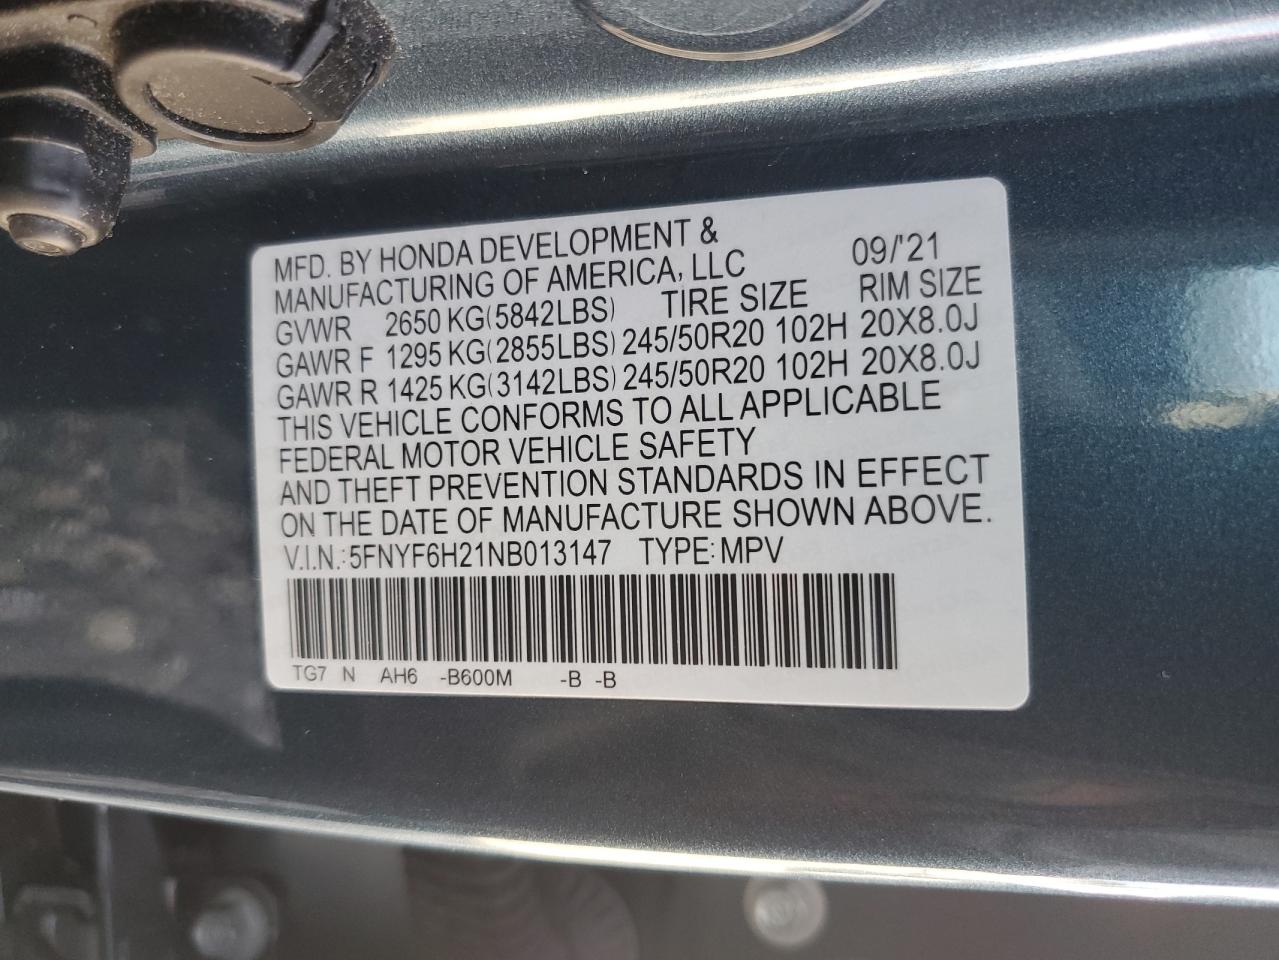 MFD. BY HONDA DEVELOPMENT &
MANUFACTURING OF AMERICA, LLC 09/'21
GVWR 2650 KG(5842LBS) TIRE SIZE RIM SIZE
GAWR F 1295 KG(2855LBS) 245/50R20 102H 20X8.0J
GAWR R 1425 KG(3142LBS) 245/50R20 102H 20X8.0J
THIS VEHICLE CONFORMS TO ALL APPLICABLE
FEDERAL MOTOR VEHICLE SAFETY
AND THEFT PREVENTION STANDARDS IN EFFECT
ON THE DATE OF MANUFACTURE SHOWN ABOVE.
V.I.N.: 5FNYF6H21NB013147 TYPE: MPV
TG7 N AH6 -B600M -B -B